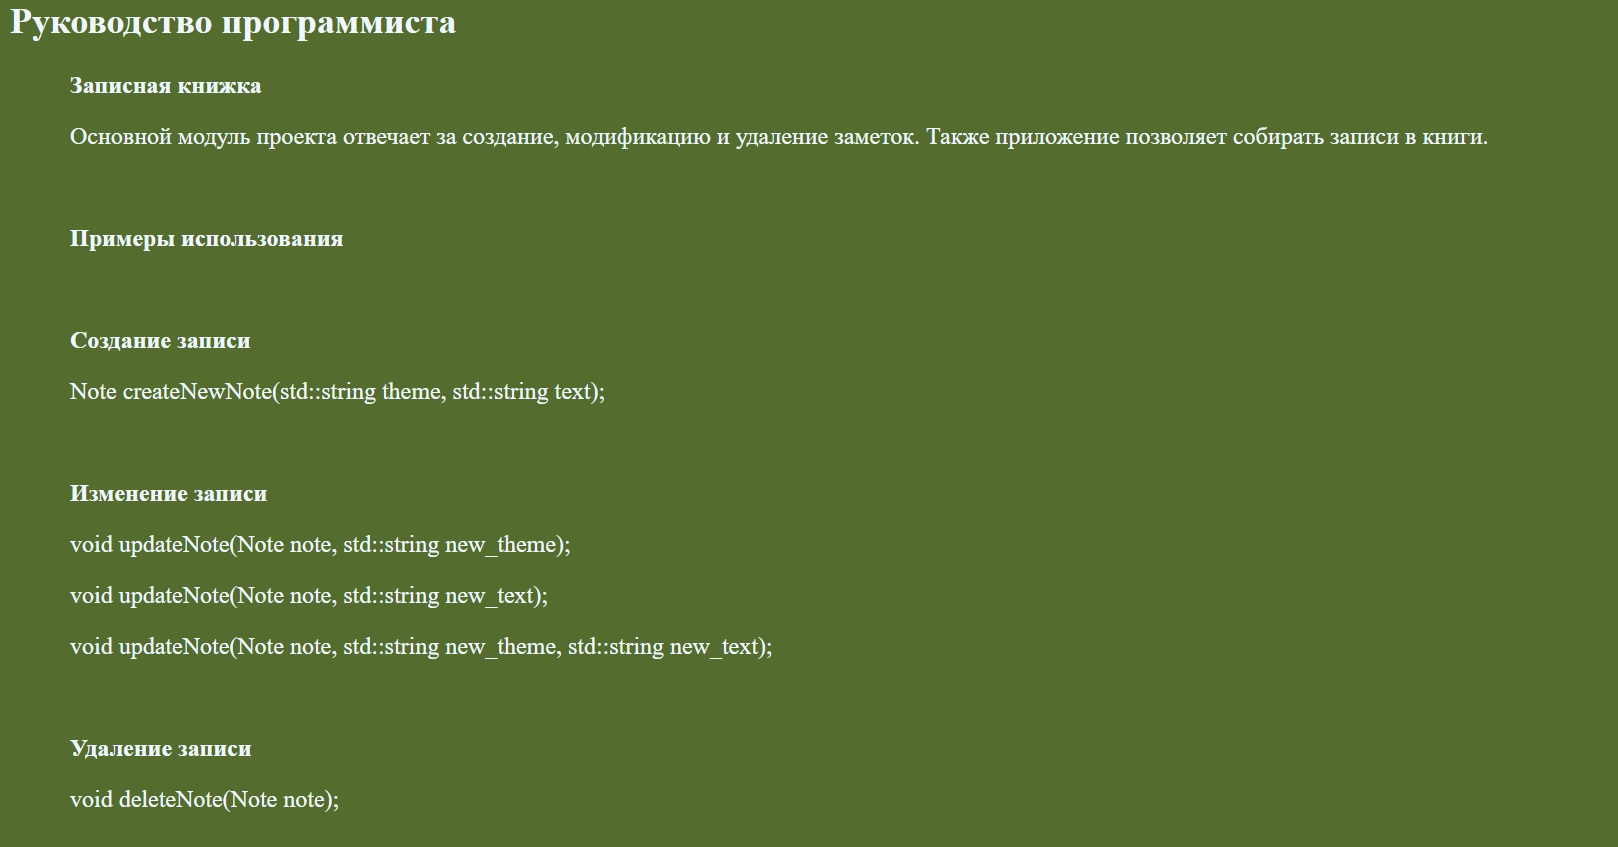 Руководство программиста
Записная книжка
Основной модуль проекта отвечает за создание, модификацию и удаление заметок. Также приложение позволяет собирать записи в книги.
Примеры использования
Создание записи
Note createNewNote(std::string theme, std::string text);
Изменение записи
void updateNote(Note note, std::string new_theme);
void updateNote(Note note, std::string new_text);
void updateNote(Note note, std::string new_theme, std::string new_text);
Удаление записи
void deleteNote(Note note);